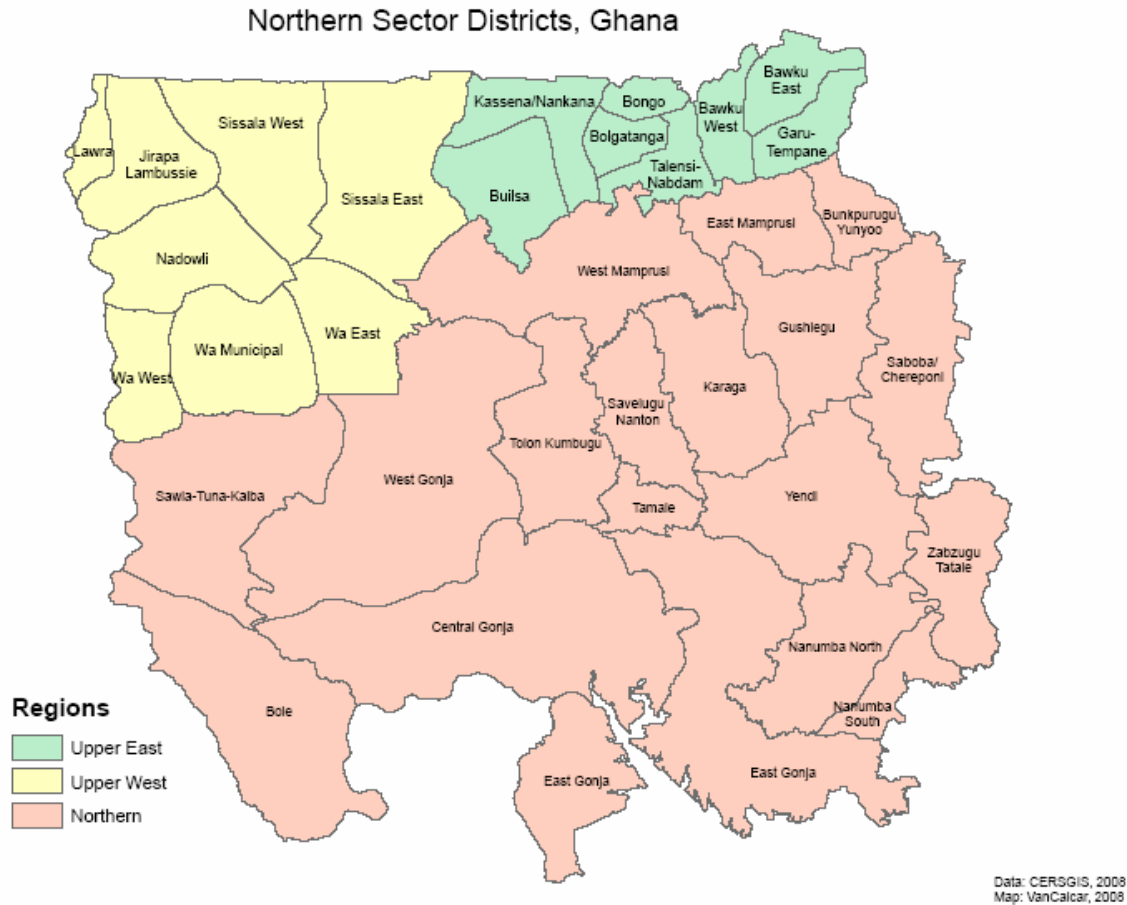 Northern Sector Districts, Ghana
Bawku
East
Kassena/Nankana
Bongo
Bawku
West
Sissala West
Bolgatanga
Garu-
Tempane
Lawra
Jirapa
Lambussie
Talensi-
Nabdam
Builsa
Sissala East
East Mamprusi
Bunkpurugu
Yunyoo
Nadowli
West Mamprusi
Gushiegu
Wa East
Wa Municipal
Saboba/
Chereponi
Wa West
Karaga
Savelugu
Nanton
Tolon Kumbugu
West Gonja
Sawla-Tuna-Kalba
Yendi
Tamale
Zabzugu
Tatale
Central Gonja
Nanumba North
Nanumba
South
Bole
East Gonja
East Gonja
Regions
Upper East
Upper West
Northern
Data: CERSGIS, 2008
Map: VanCalcar, 2008